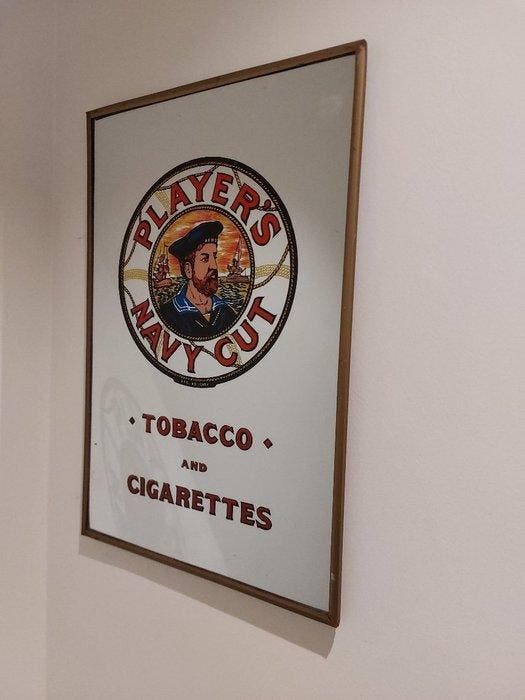 PLAYER'S
NAVY CUT
TOBACCO
AND
CIGARETTES